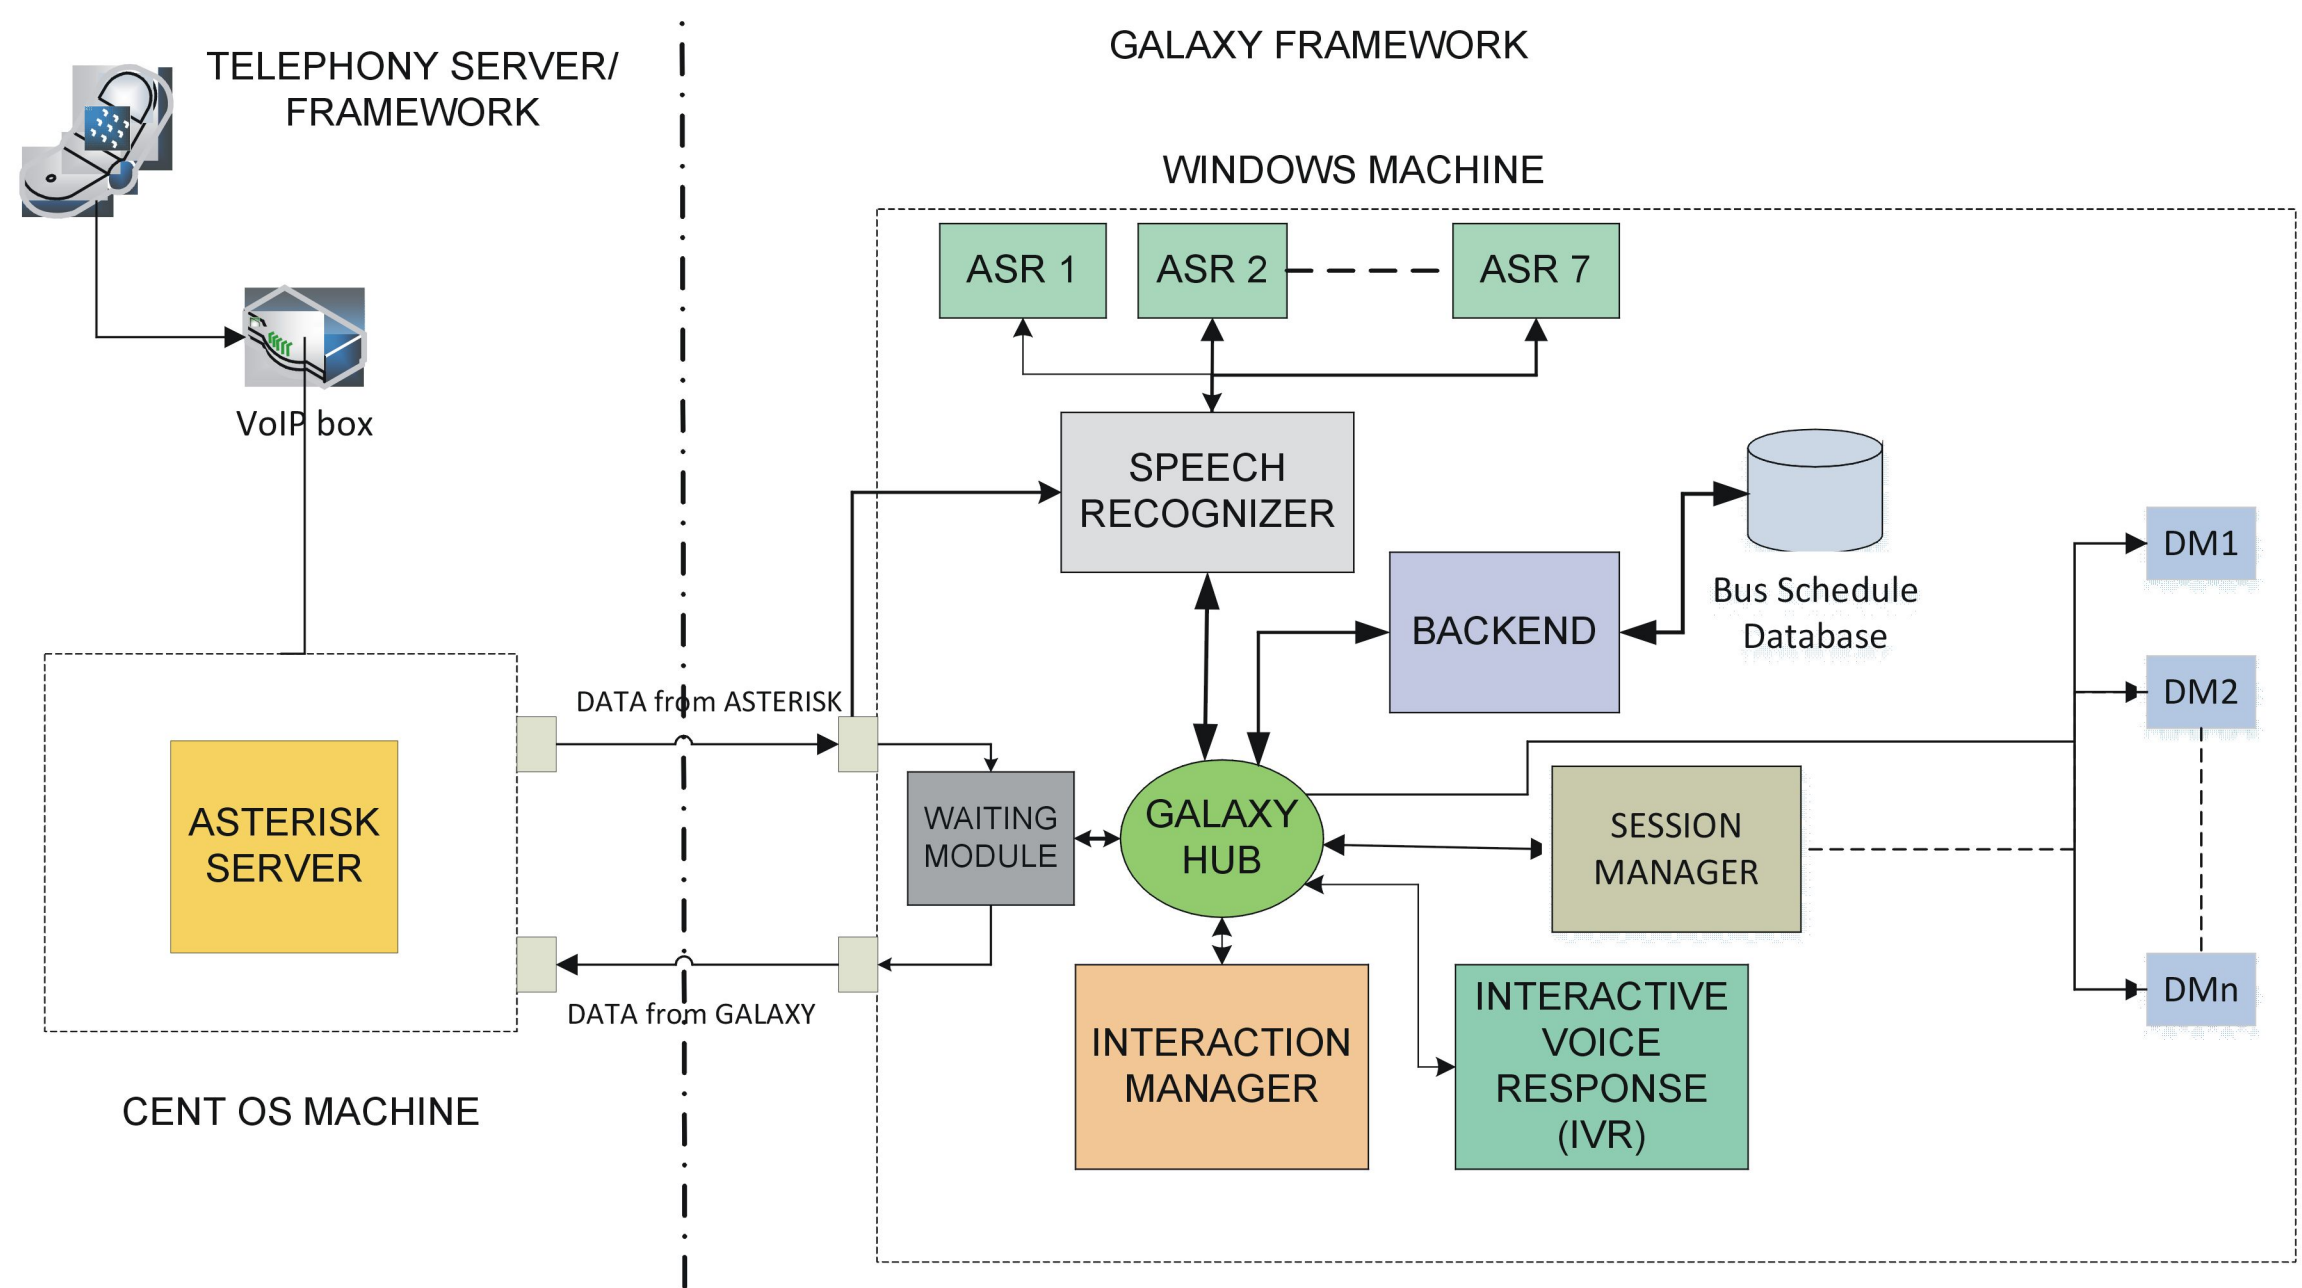 TELEPHONY SERVER/
FRAMEWORK
GALAXY FRAMEWORK
WINDOWS MACHINE
ASR 1
ASR 2
ASR 7
VoIP box
SPEECH
RECOGNIZER
BACKEND
Bus Schedule
Database
DM1
DM2
DMn
DATA from ASTERISK
ASTERISK
SERVER
WAITING
MODULE
GALAXY
HUB
SESSION
MANAGER
DATA from GALAXY
INTERACTION
MANAGER
INTERACTIVE
VOICE
RESPONSE
(IVR)
CENT OS MACHINE